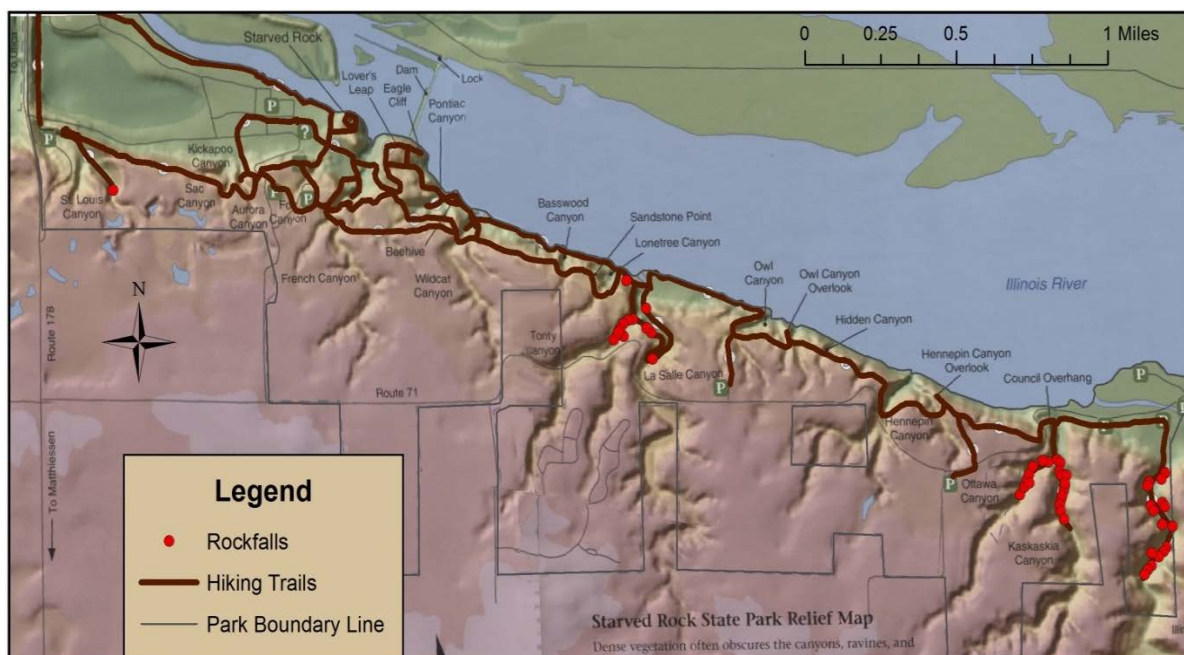 To Utica
Starved Rock
Lover's
Leap
Dam
Eagle
Cliff
Lock
Pontiac
Canyon
0 0.25 0.5 1 Miles
P
P
?
Kickapoo
Canyon
St. Louis
Canyon
Sac
Canyon
Aurora
Canyon
P
P
Canyon
Basswood
Canyon
Sandstone Point
Lonetree Canyon
Beehive
French Canyon
Wildcat
Canyon
Owl
Canyon
Owl Canyon
Overlook
Illinois River
N
Route 178
Tonty
Canyon
Hidden Canyon
Hennepin Canyon
Overlook
La Salle Canyon
P
Council Overhang
P
P
Route 71
Hennepin
Canyon
P
Ottawa
Canyon
Kaskaskia
Canyon
To Matthiessen
Legend
Rockfalls
Hiking Trails
Park Boundary Line
Starved Rock State Park Relief Map
Dense vegetation often obscures the canyons, ravines, and